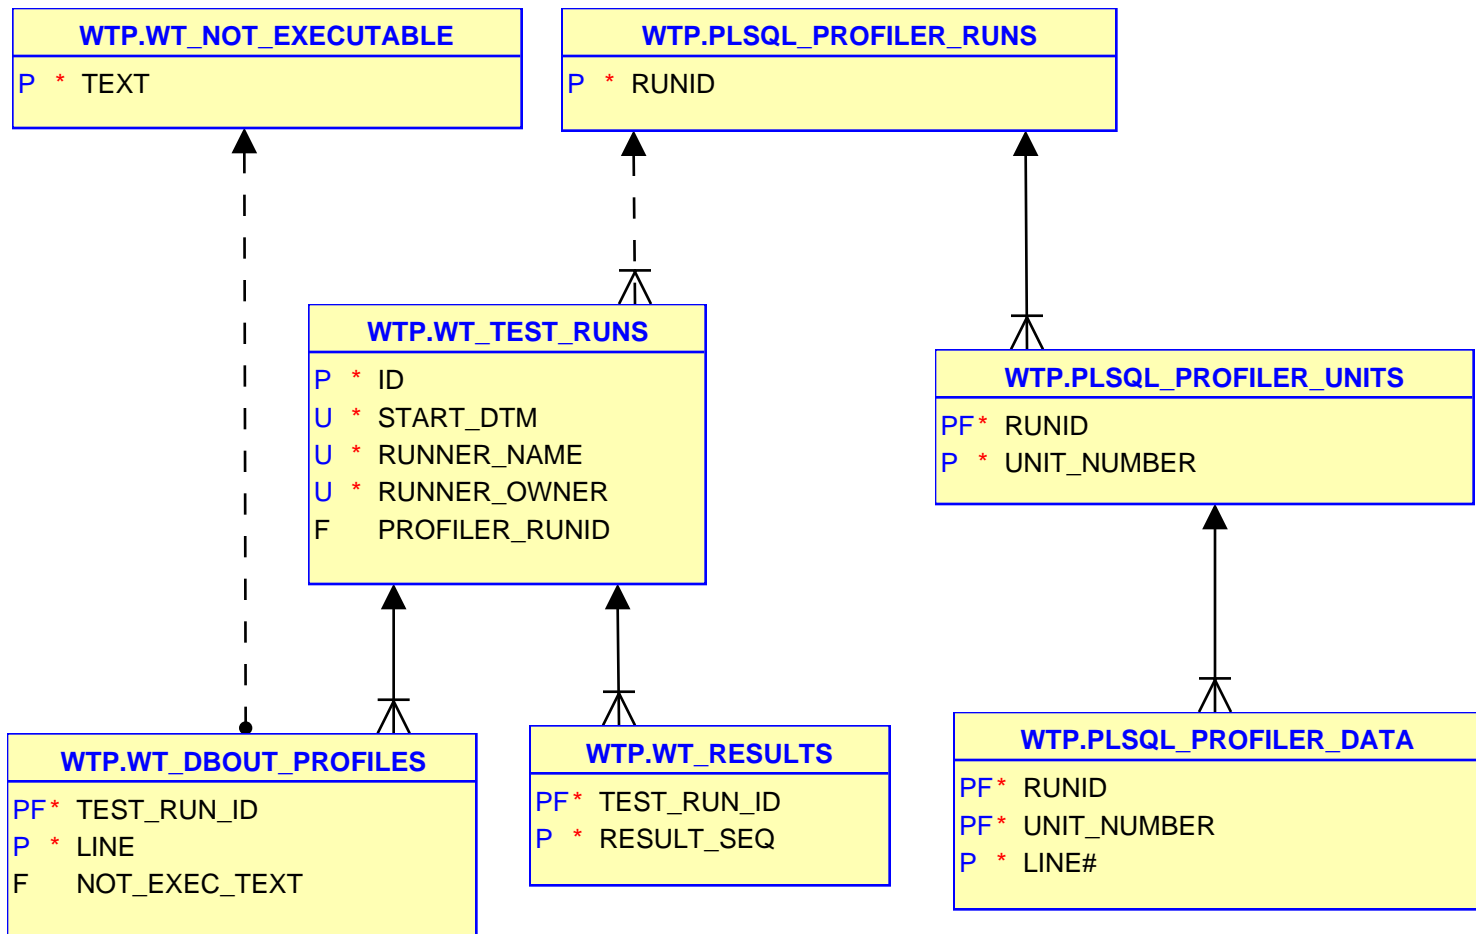 WTP.WT_NOT_EXECUTABLE
P * TEXT
WTP.PLSQL_PROFILER_RUNS
P * RUNID
WTP.WT_TEST_RUNS
P * ID
U * START_DTM
U * RUNNER_NAME
U * RUNNER_OWNER
F PROFILER_RUNID
WTP.PLSQL_PROFILER_UNITS
PF* RUNID
P * UNIT_NUMBER
WTP.WT_DBOUT_PROFILES
PF* TEST_RUN_ID
P * LINE
F NOT_EXEC_TEXT
WTP.WT_RESULTS
PF* TEST_RUN_ID
P * RESULT_SEQ
WTP.PLSQL_PROFILER_DATA
PF* RUNID
PF* UNIT_NUMBER
P * LINE#